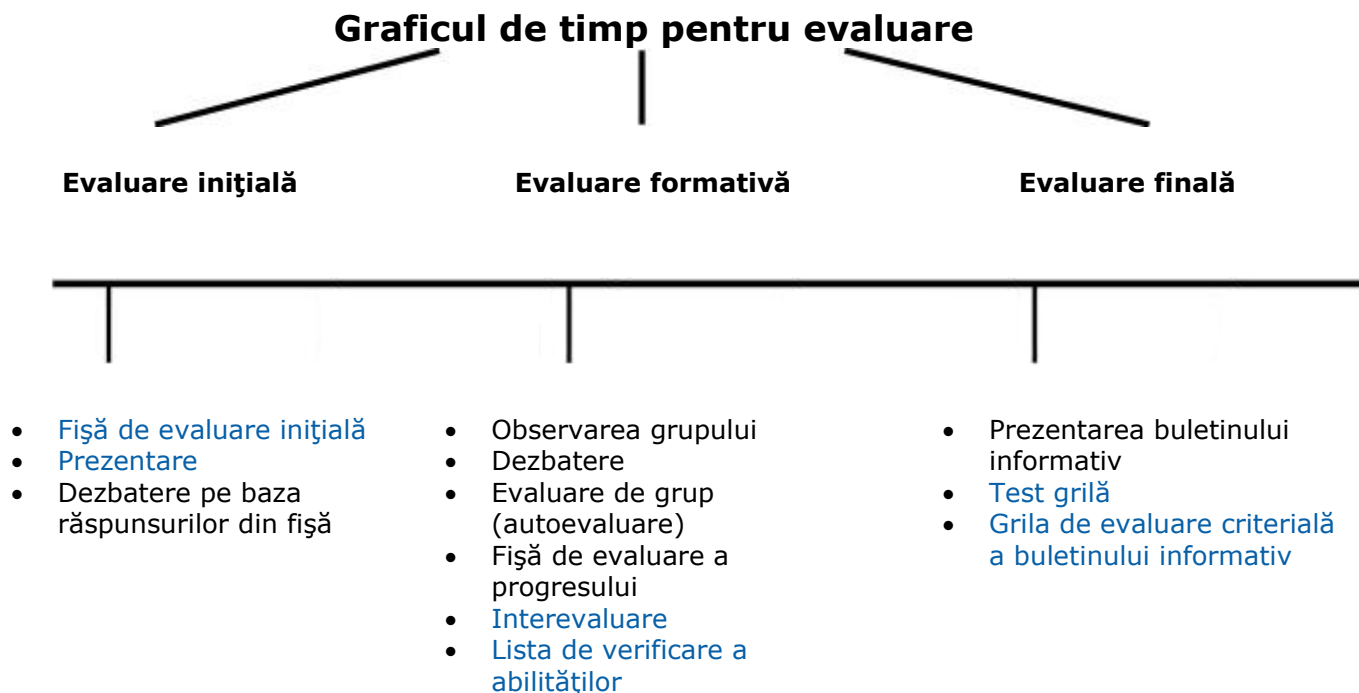 Graficul de timp pentru evaluare
Evaluare iniţială
Evaluare formativă
Evaluare finală
• Fişă de evaluare iniţială
• Prezentare
• Dezbatere pe baza
răspunsurilor din fişă
• Observarea grupului
• Dezbatere
• Evaluare de grup
(autoevaluare)
• Fişă de evaluare a
progresului
• Interevaluare
• Lista de verificare a
abilităţilor
• Prezentarea buletinului
informativ
• Test grilă
• Grila de evaluare criterială
a buletinului informativ